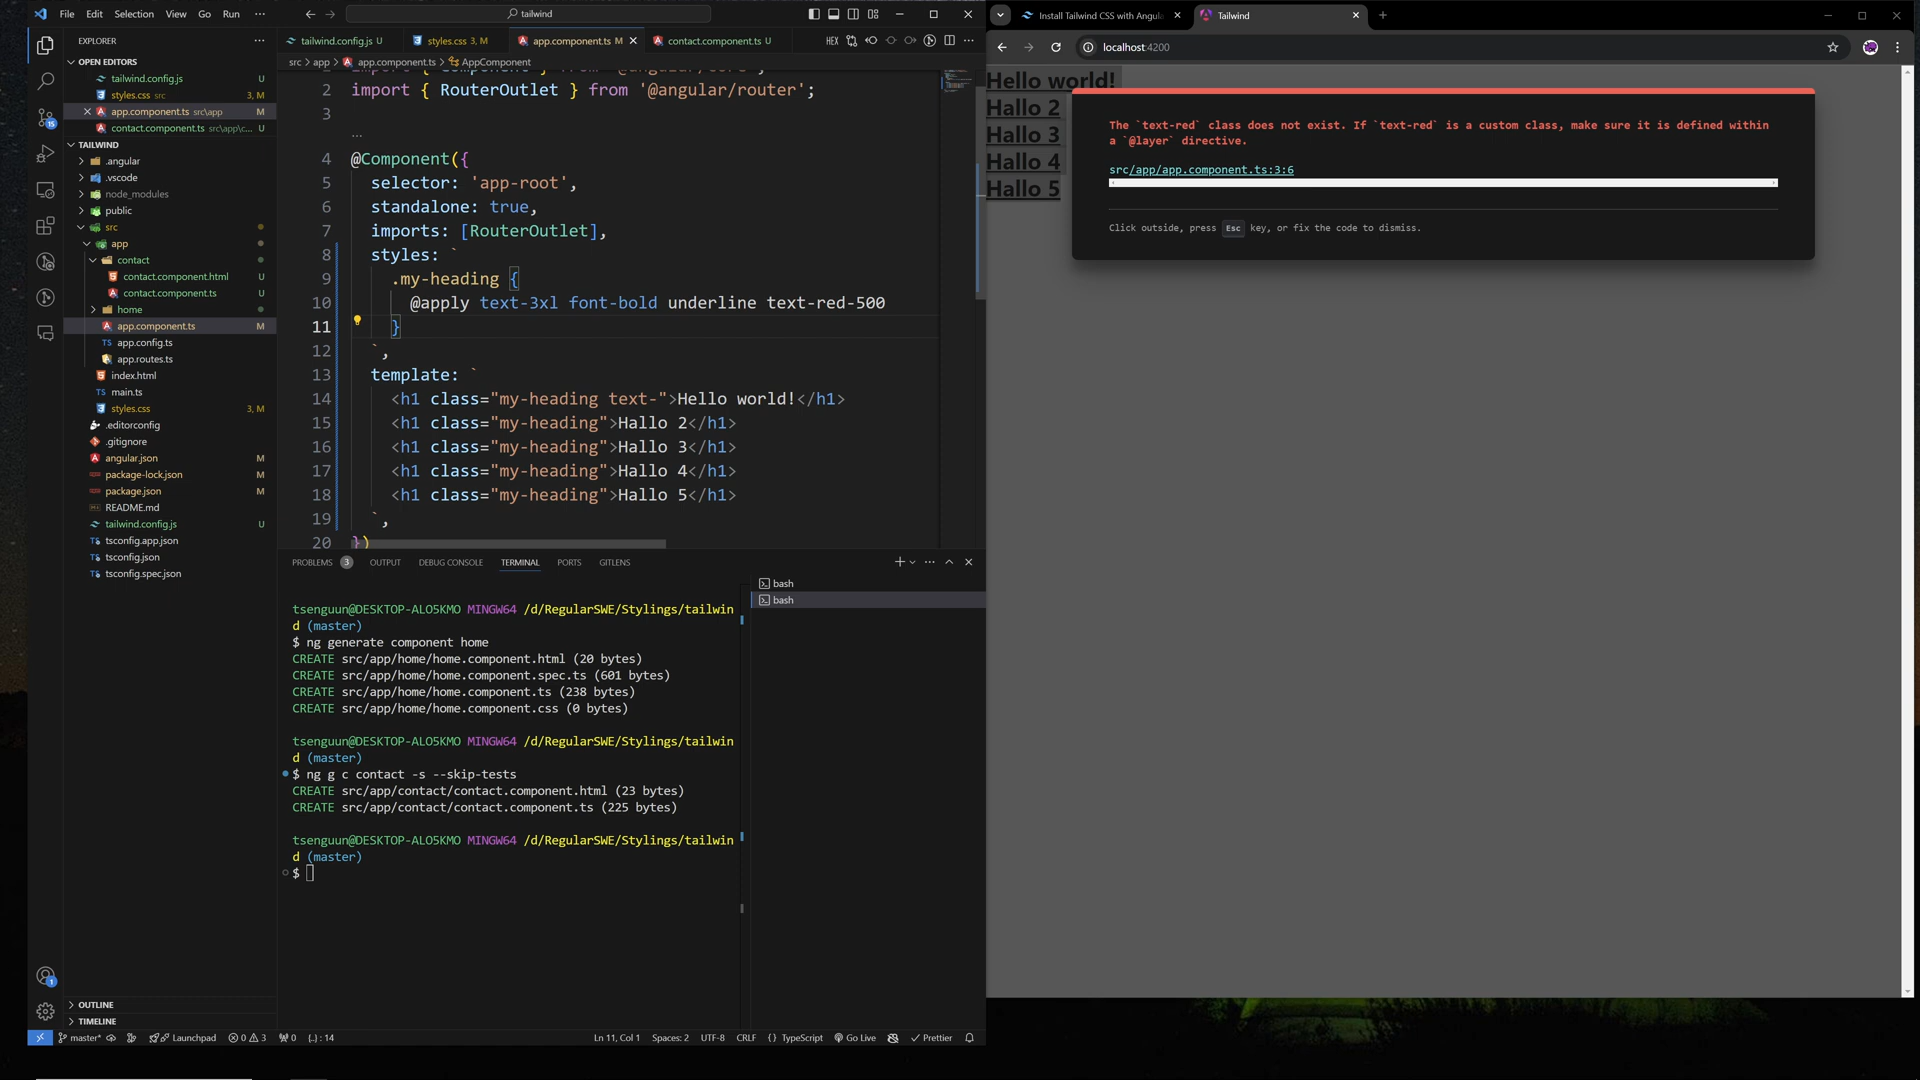 File Edit Selection View Go Run ···
tailwind
EXPLORER
OPEN EDITORS
tailwind.config.js U
styles.css src 3, M
app.component.ts src\app M
contact.component.ts src\app\c... U
TAILWIND
.angular
.vscode
node_modules
public
src
app
contact
contact.component.html U
contact.component.ts U
home
app.component.ts M
app.config.ts
app.routes.ts
index.html
main.ts
styles.css 3, M
.editorconfig
.gitignore
angular.json M
package-lock.json M
package.json M
README.md
tailwind.config.js U
tsconfig.app.json
tsconfig.json
tsconfig.spec.json
OUTLINE
TIMELINE
tailwind.config.js U styles.css 3, M app.component.ts M contact.component.ts U
HEX
src > app > app.component.ts > AppComponent
2 import { RouterOutlet } from '@angular/router';
3
...
4 @Component({
5 selector: 'app-root',
6 standalone: true,
7 imports: [RouterOutlet],
8 styles: `
9 .my-heading {
10 @apply text-3xl font-bold underline text-red-500
11 }
12 `,
13 template: `
14 <h1 class="my-heading text-">Hello world!</h1>
15 <h1 class="my-heading">Hallo 2</h1>
16 <h1 class="my-heading">Hallo 3</h1>
17 <h1 class="my-heading">Hallo 4</h1>
18 <h1 class="my-heading">Hallo 5</h1>
19 `,
20 })
PROBLEMS 3 OUTPUT DEBUG CONSOLE TERMINAL PORTS GITLENS
bash
bash
tsenguun@DESKTOP-ALO5KMO MINGW64 /d/RegularSWE/Stylings/tailwin
d (master)
$ ng generate component home
CREATE src/app/home/home.component.html (20 bytes)
CREATE src/app/home/home.component.spec.ts (601 bytes)
CREATE src/app/home/home.component.ts (238 bytes)
CREATE src/app/home/home.component.css (0 bytes)
tsenguun@DESKTOP-ALO5KMO MINGW64 /d/RegularSWE/Stylings/tailwin
d (master)
$ ng g c contact -s --skip-tests
CREATE src/app/contact/contact.component.html (23 bytes)
CREATE src/app/contact/contact.component.ts (225 bytes)
tsenguun@DESKTOP-ALO5KMO MINGW64 /d/RegularSWE/Stylings/tailwin
d (master)
$
master* Launchpad 0 3 0 {..} : 14 Ln 11, Col 1 Spaces: 2 UTF-8 CRLF {} TypeScript Go Live Prettier
Install Tailwind CSS with Angula
Tailwind
localhost:4200
Hello world!
Hallo 2
Hallo 3
Hallo 4
Hallo 5
The `text-red` class does not exist. If `text-red` is a custom class, make sure it is defined within
a `@layer` directive.
src/app/app.component.ts:3:6
Click outside, press Esc key, or fix the code to dismiss.